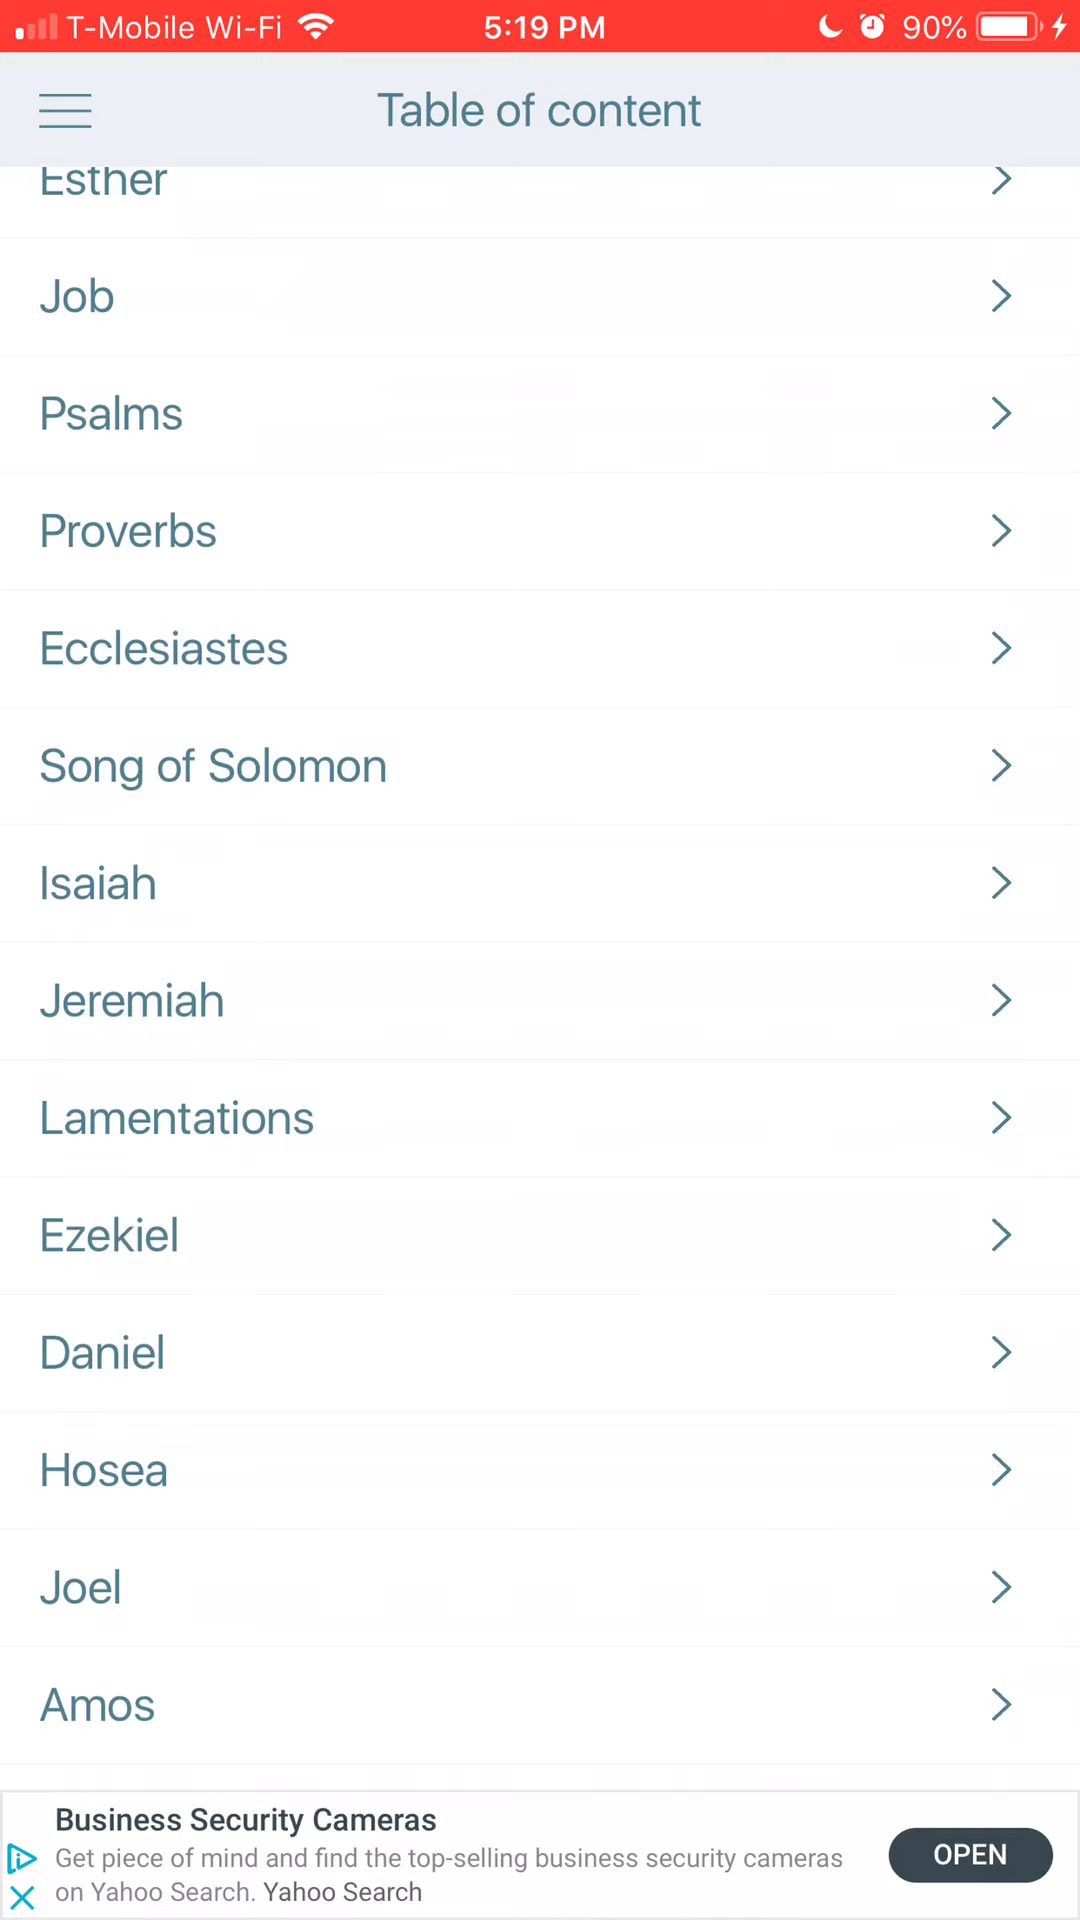 T-Mobile Wi-Fi 5:19 PM 90%
Table of content
Esther
Job
Psalms
Proverbs
Ecclesiastes
Song of Solomon
Isaiah
Jeremiah
Lamentations
Ezekiel
Daniel
Hosea
Joel
Amos
Business Security Cameras
Get piece of mind and find the top-selling business security cameras
on Yahoo Search. Yahoo Search
OPEN